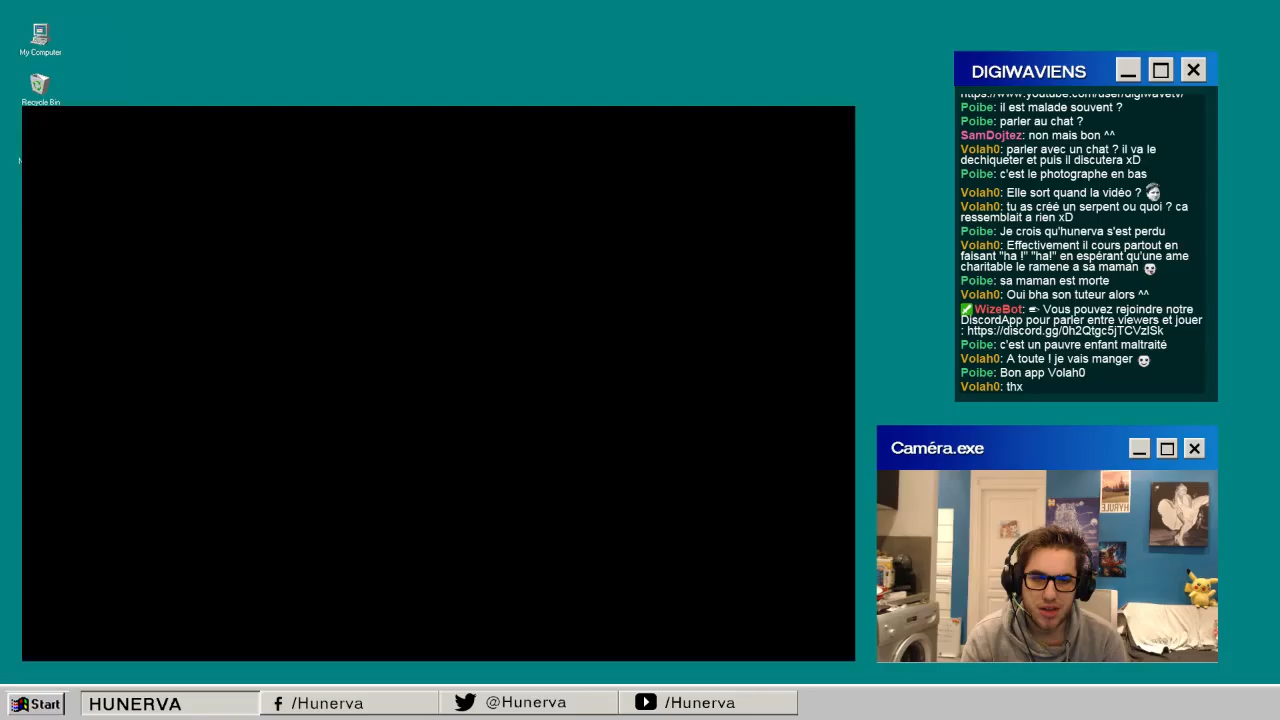 My Computer
Recycle Bin
DIGIWAVIENS
https://www.youtube.com/user/digiwavetv/
Poibe: il est malade souvent ?
Poibe: parler au chat ?
SamDojtez: non mais bon ^^
Volah0: parler avec un chat ? il va le
dechiqueter et puis il discutera xD
Poibe: c'est le photographe en bas
Volah0: Elle sort quand la vidéo ?
Volah0: tu as créé un serpent ou quoi ? ca
ressemblait a rien xD
Poibe: Je crois qu'hunerva s'est perdu
Volah0: Effectivement il cours partout en
faisant "ha !" "ha!" en espérant qu'une ame
charitable le ramene a sa maman
Poibe: sa maman est morte
Volah0: Oui bha son tuteur alors ^^
WizeBot: Vous pouvez rejoindre notre
DiscordApp pour parler entre viewers et jouer
: https://discord.gg/0h2Qtgc5jTCVzlSk
Poibe: c'est un pauvre enfant maltraité
Volah0: A toute ! je vais manger
Poibe: Bon app Volah0
Volah0: thx
Caméra.exe
HYRULE
Start
HUNERVA
/Hunerva
@Hunerva
/Hunerva